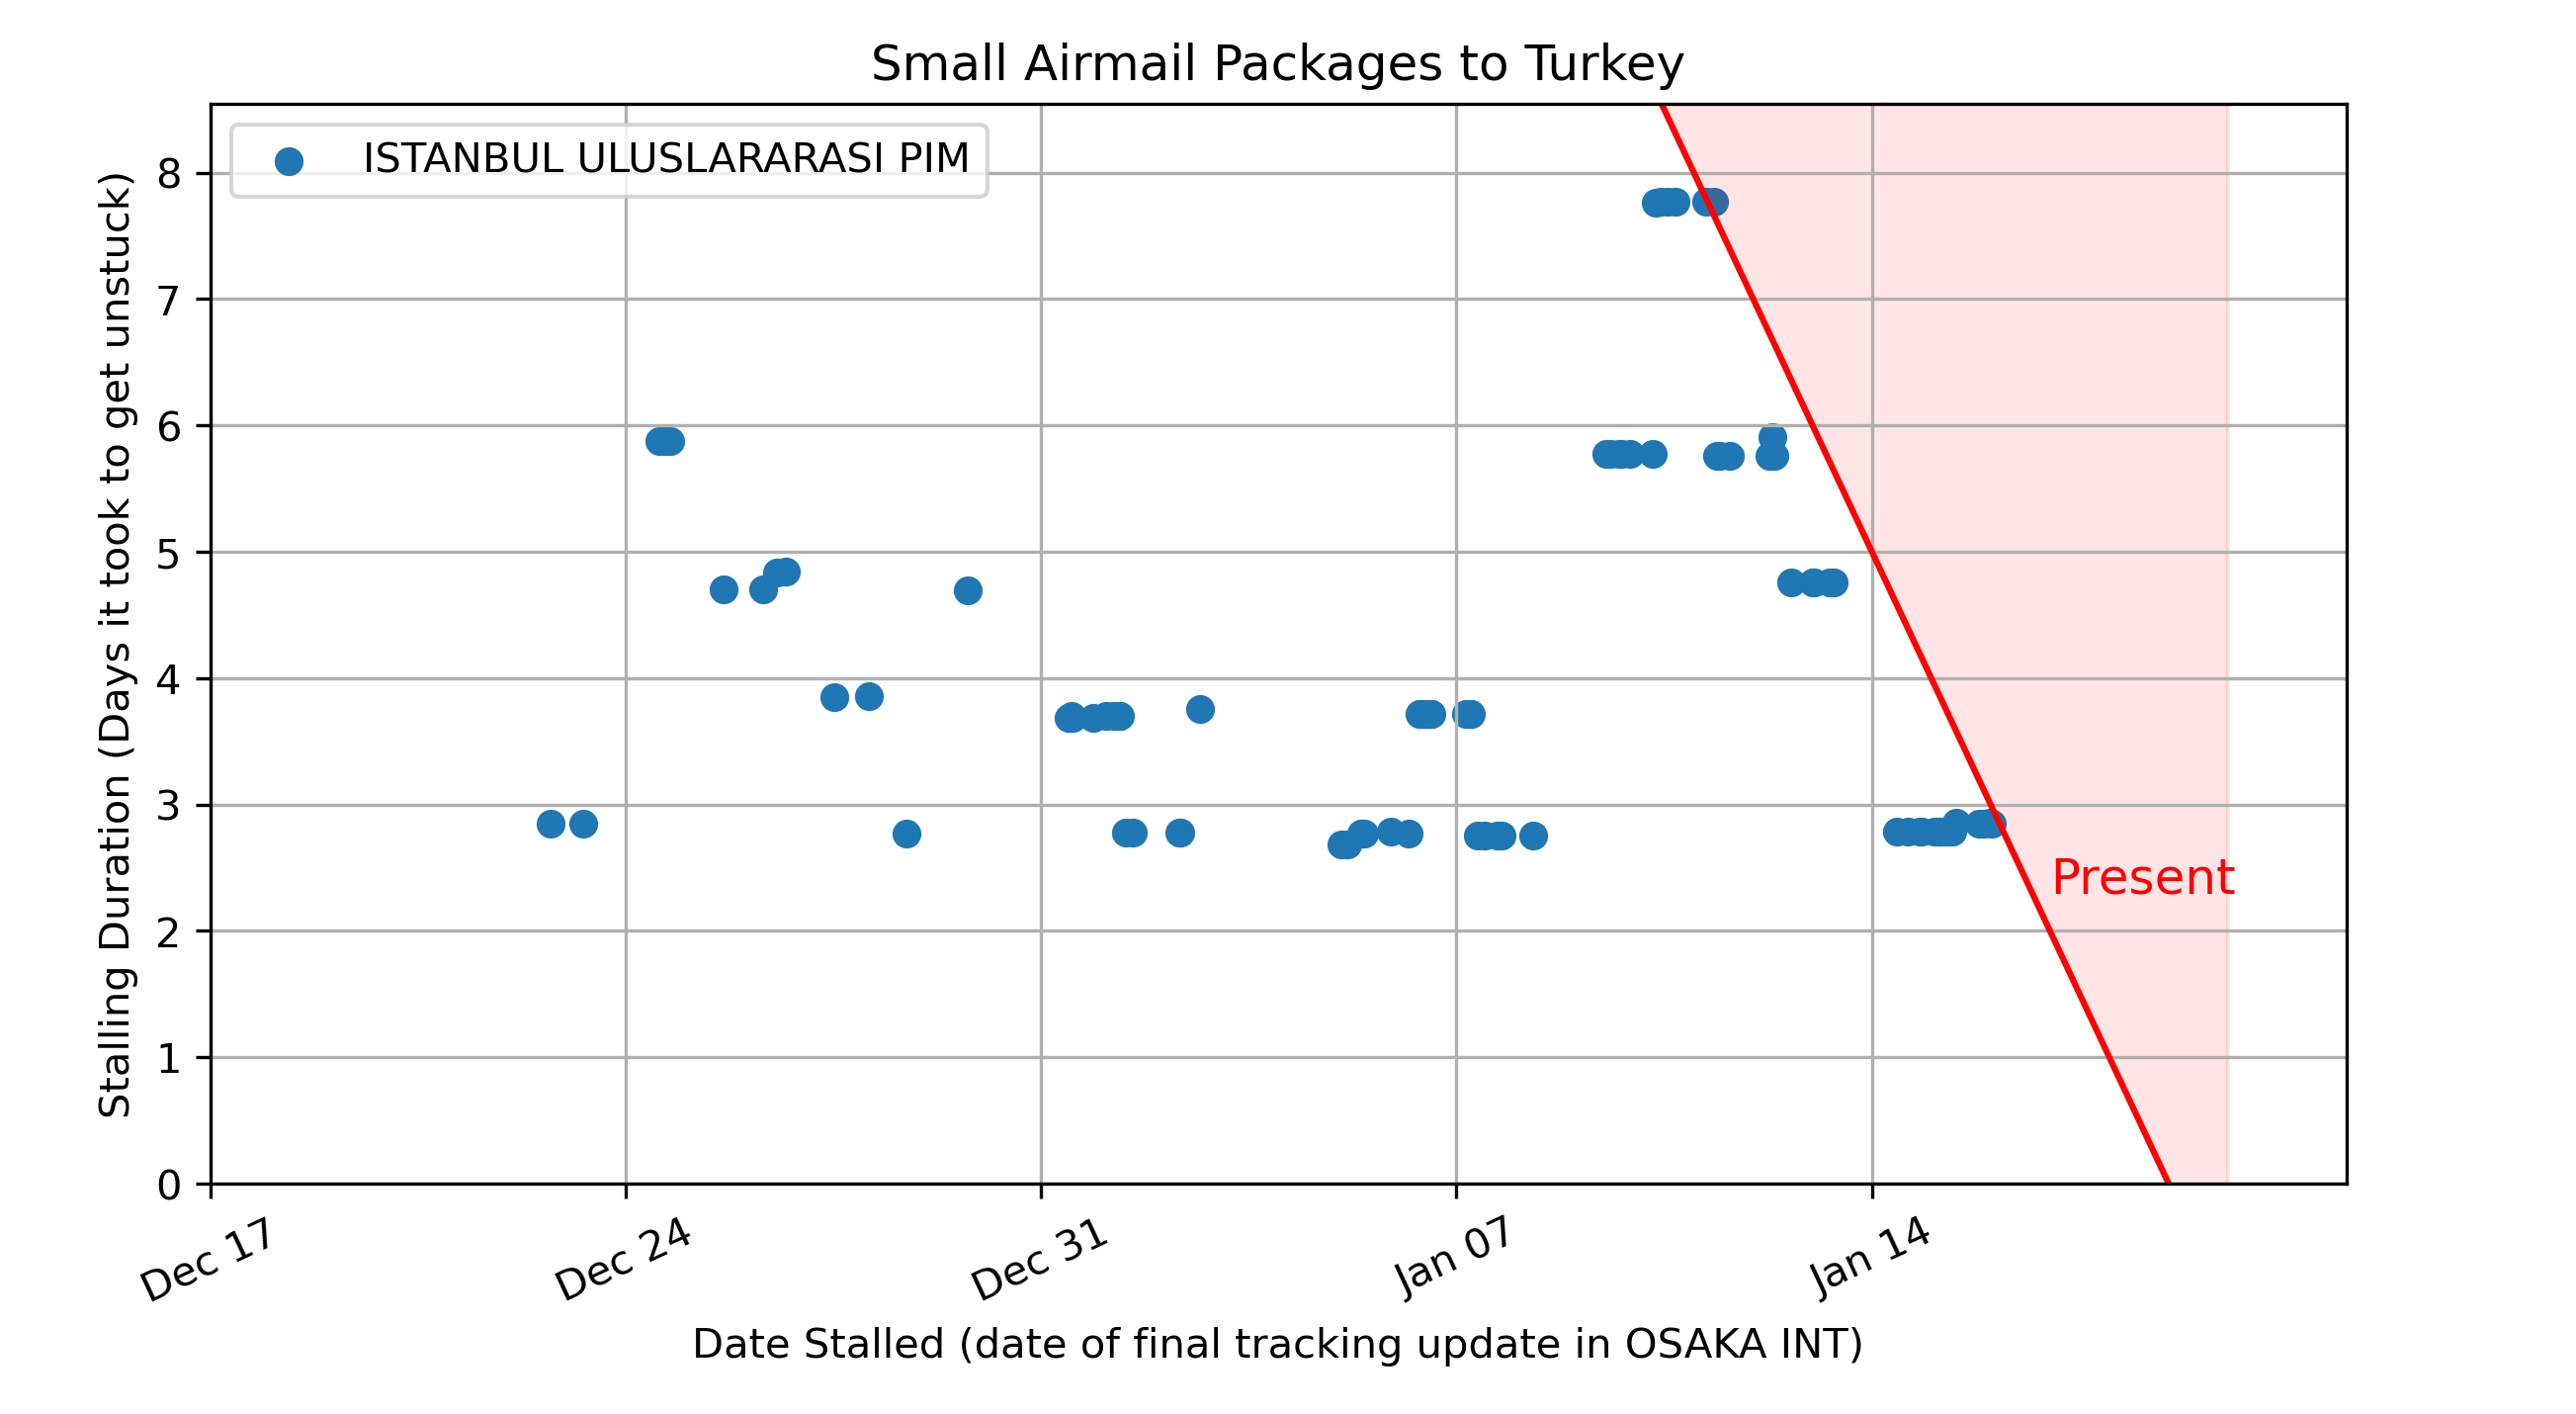 Small Airmail Packages to Turkey
ISTANBUL ULUSLARARASI PIM
Stalling Duration (Days it took to get unstuck)
8
7
6
5
4
3
2
1
0
Present
Dec 17
Dec 24
Dec 31
Jan 07
Jan 14
Date Stalled (date of final tracking update in OSAKA INT)